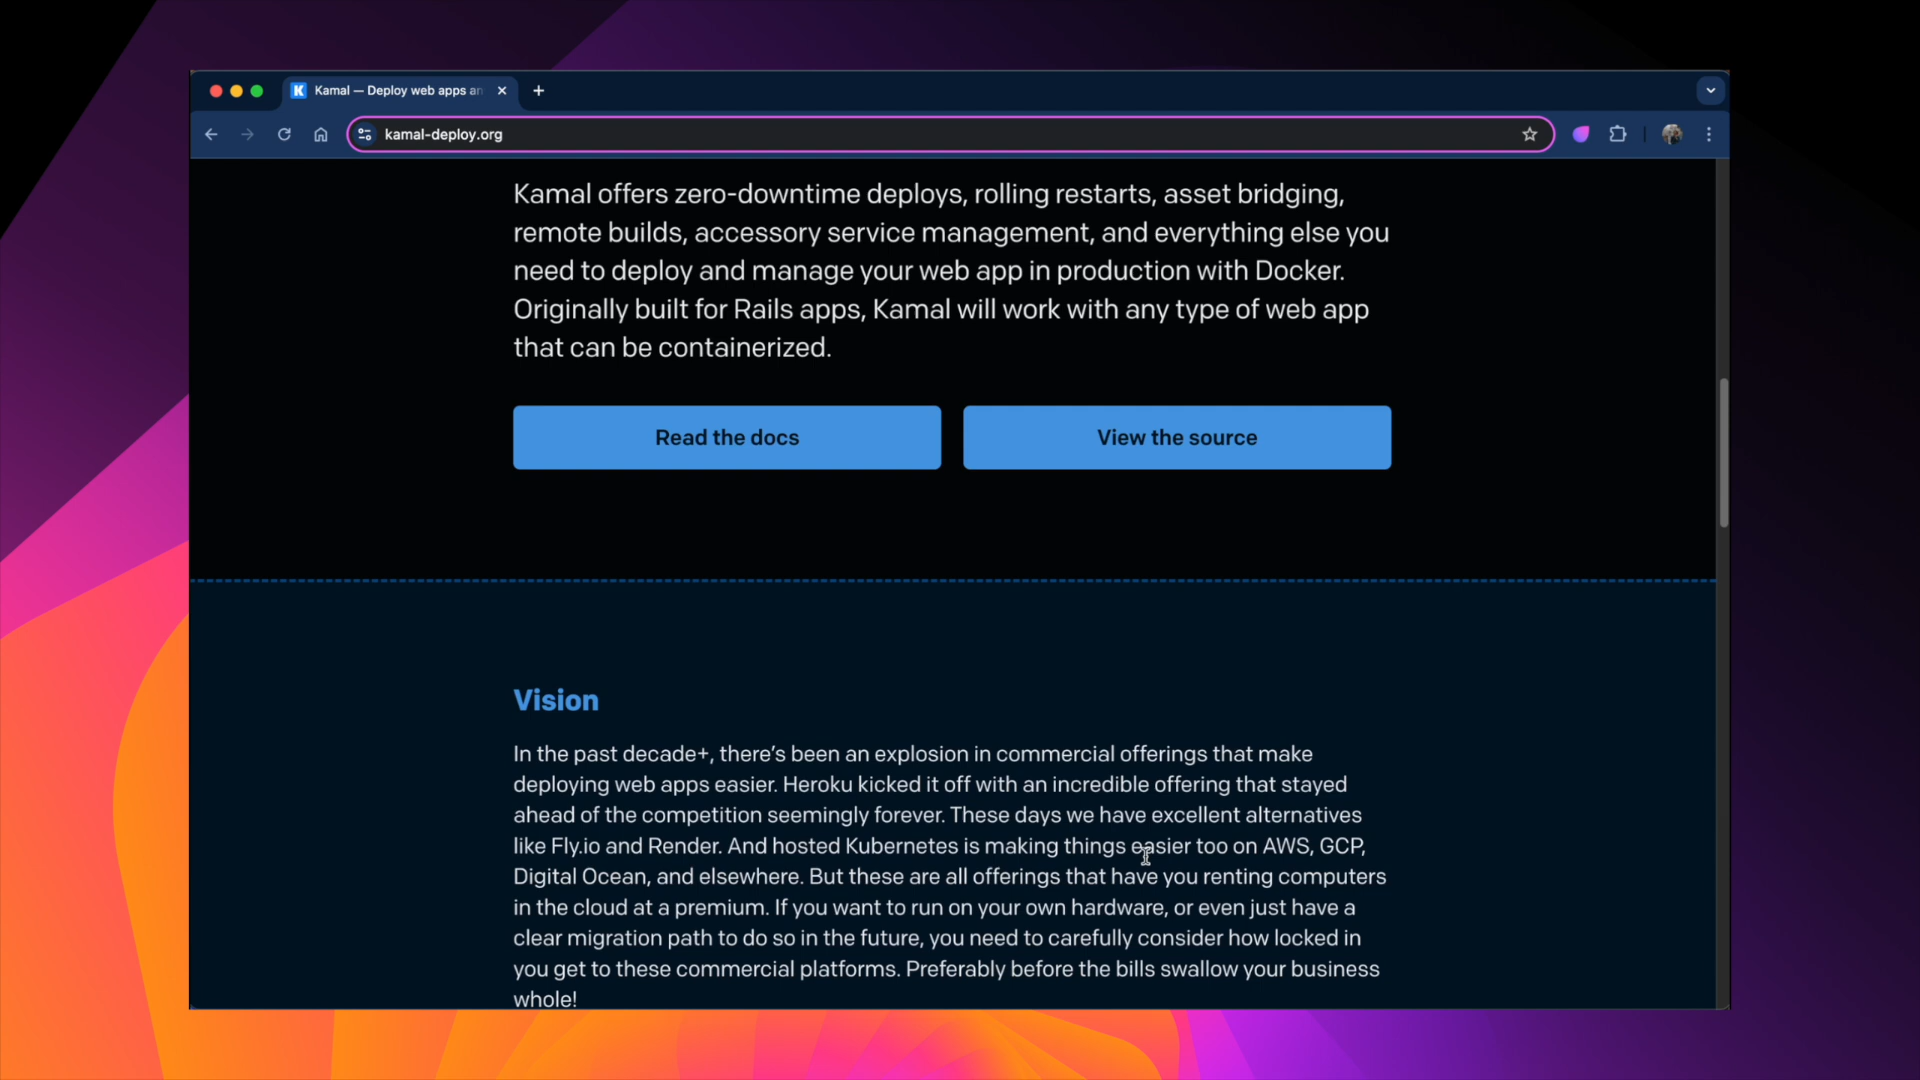 K Kamal — Deploy web apps an
kamal-deploy.org
Kamal offers zero-downtime deploys, rolling restarts, asset bridging,
remote builds, accessory service management, and everything else you
need to deploy and manage your web app in production with Docker.
Originally built for Rails apps, Kamal will work with any type of web app
that can be containerized.
Read the docs
View the source
Vision
In the past decade+, there’s been an explosion in commercial offerings that make
deploying web apps easier. Heroku kicked it off with an incredible offering that stayed
ahead of the competition seemingly forever. These days we have excellent alternatives
like Fly.io and Render. And hosted Kubernetes is making things easier too on AWS, GCP,
Digital Ocean, and elsewhere. But these are all offerings that have you renting computers
in the cloud at a premium. If you want to run on your own hardware, or even just have a
clear migration path to do so in the future, you need to carefully consider how locked in
you get to these commercial platforms. Preferably before the bills swallow your business
whole!